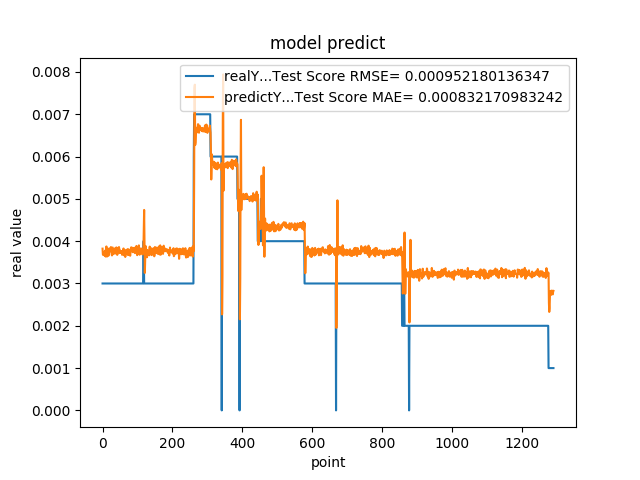 model predict
realY...Test Score RMSE= 0.000952180136347
predictY...Test Score MAE= 0.000832170983242
0.008
0.007
0.006
0.005
0.004
0.003
0.002
0.001
0.000
real value
0 200 400 600 800 1000 1200
point